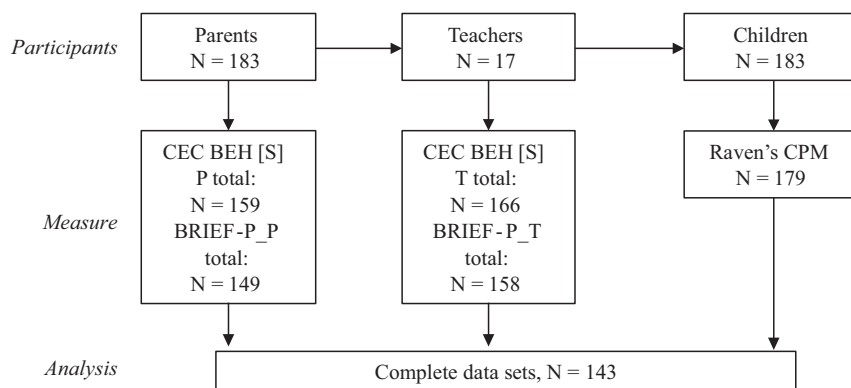 Participants
Parents
N = 183
Teachers
N = 17
Children
N = 183
Measure
CEC BEH [S]
P total:
N = 159
BRIEF-P_P
total:
N = 149
CEC BEH [S]
T total:
N = 166
BRIEF-P_T
total:
N = 158
Raven's CPM
N = 179
Analysis
Complete data sets, N = 143